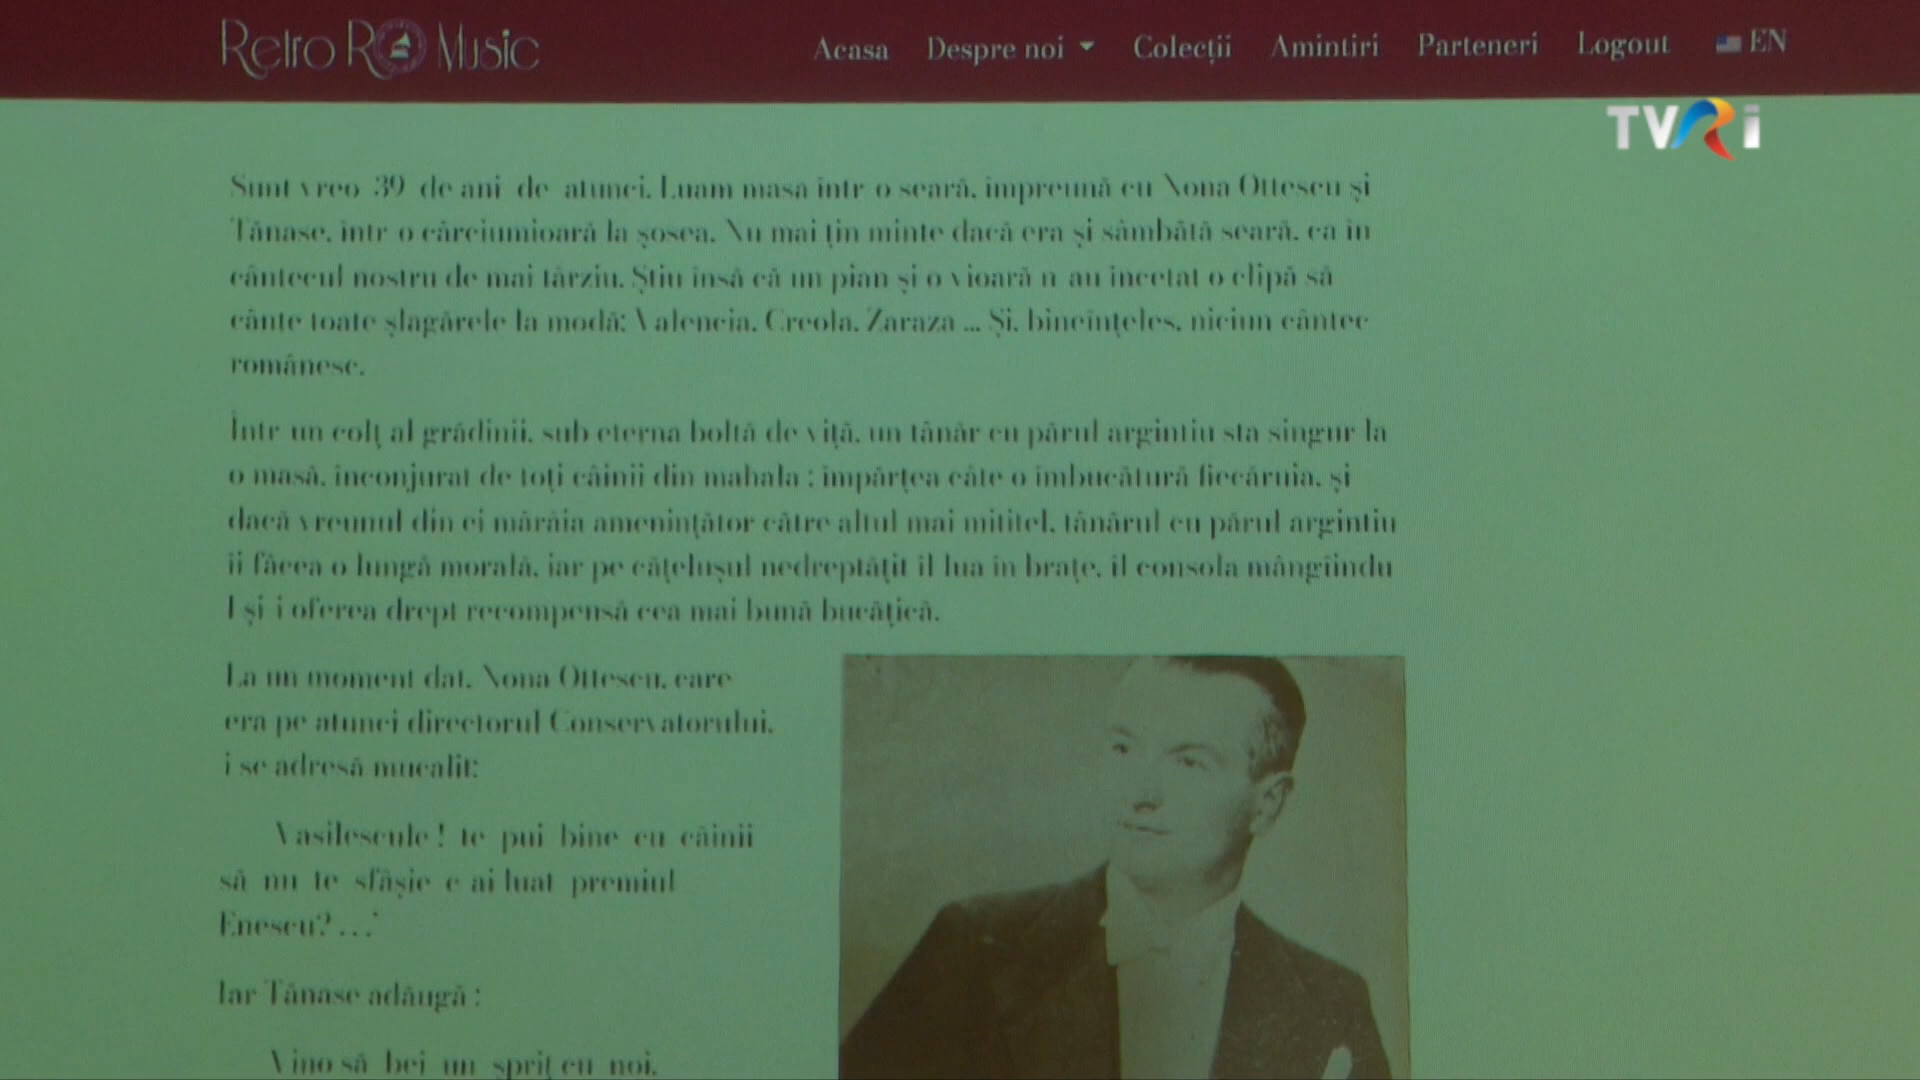 Retro RO Music
Acasa Despre noi Colecții Amintiri Parteneri Logout EN
TVRi
Sunt vreo 39 de ani de atunci. Luam masa într-o seară, împreună cu Nona Ottescu și
Tănase, într-o cârciumioară la șosea. Nu mai țin minte dacă era și sâmbătă seară, ca în
cântecul nostru de mai târziu. Știu însă că un pian și o vioară n-au încetat o clipă să
cânte toate șlagărele la modă: Valencia, Creola, Zaraza ... Și, bineînțeles, niciun cântec
românesc.
Într-un colț al grădinii, sub eterna boltă de viță, un tânăr cu părul argintiu sta singur la
o masă, înconjurat de toți câinii din mahala : împărțea câte o îmbucătură fiecăruia, și
dacă vreunul din ei mârâia amenințător către altul mai mititel, tânărul cu părul argintiu
îi făcea o lungă morală, iar pe cățelușul nedreptățit îl lua în brațe, îl consola mângîindu-
l și-i oferea drept recompensă cea mai bună bucățică.
La un moment dat, Nona Ottescu, care
era pe atunci directorul Conservatorului,
i se adresă mucalit:
Vasilescule ! te pui bine cu câinii
să nu te sfâșie c-ai luat premiul
Enescu? ..."
Iar Tănase adăugă :
Vino să bei un spriț cu noi,